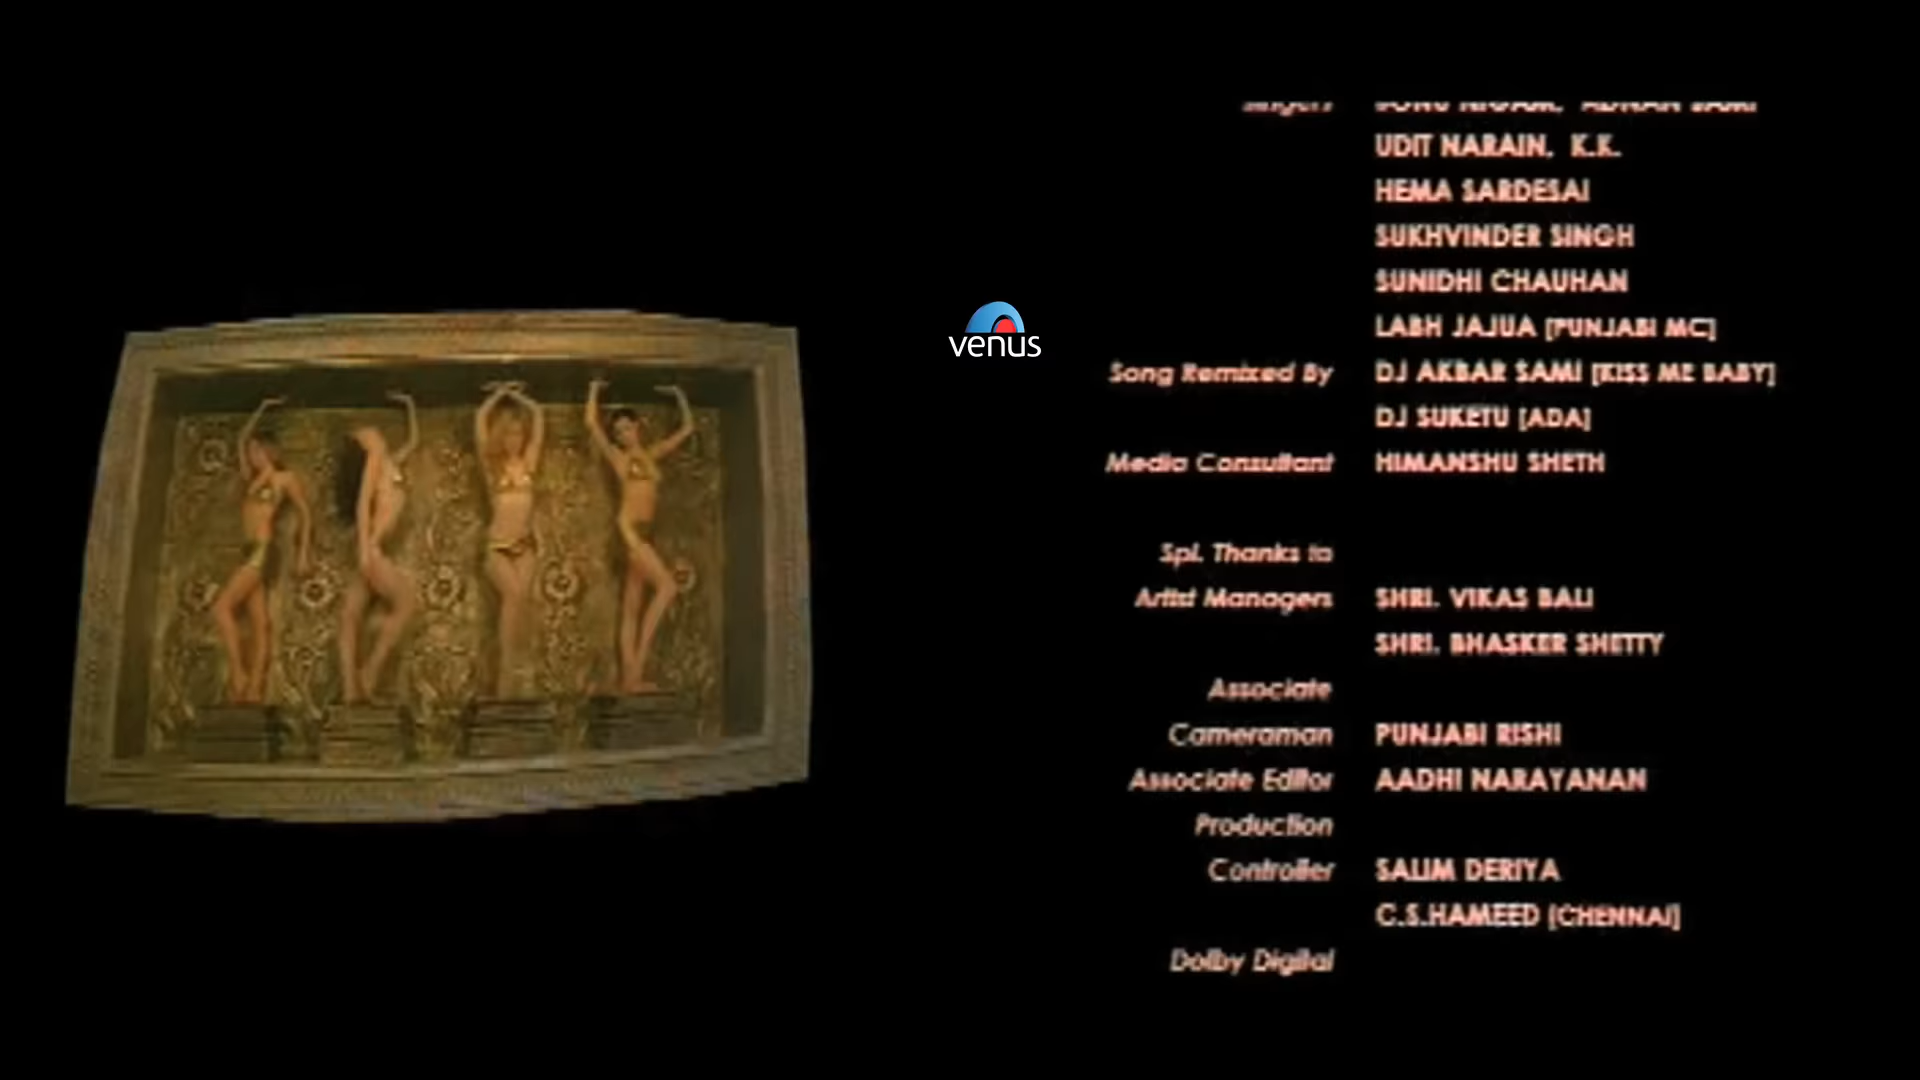 UDIT NARAIN, K.K.
HEMA SARDESAI
SUKHVINDER SINGH
SUNIDHI CHAUHAN
LABH JAJUA [PUNJABI MC]
venus
Song Remixed By DJ AKBAR SAMI [KISS ME BABY]
DJ SUKETU [ADA]
Media Consultant HIMANSHU SHETH
Spl. Thanks to
Artist Managers SHRI. VIKAS BALI
SHRI. BHASKER SHETTY
Associate
Cameraman PUNJABI RISHI
Associate Editor AADHI NARAYANAN
Production
Controller SALIM DERIYA
C.S.HAMEED [CHENNAI]
Dolby Digital